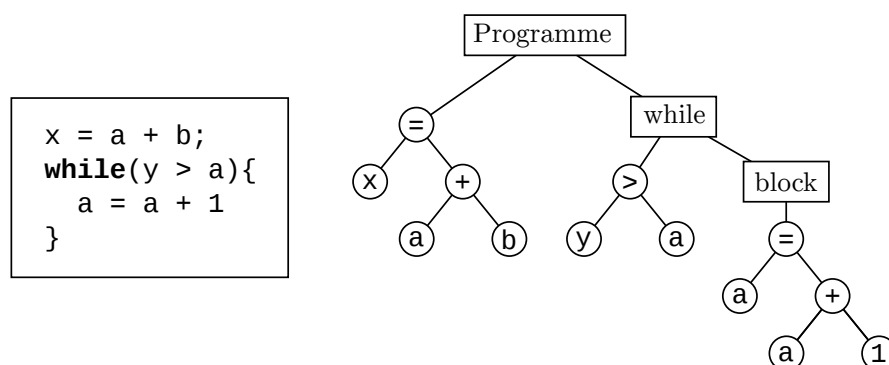 x = a + b;
while(y > a){
a = a + 1
}
Programme
= while
x + > block
a b y a =
a +
a 1